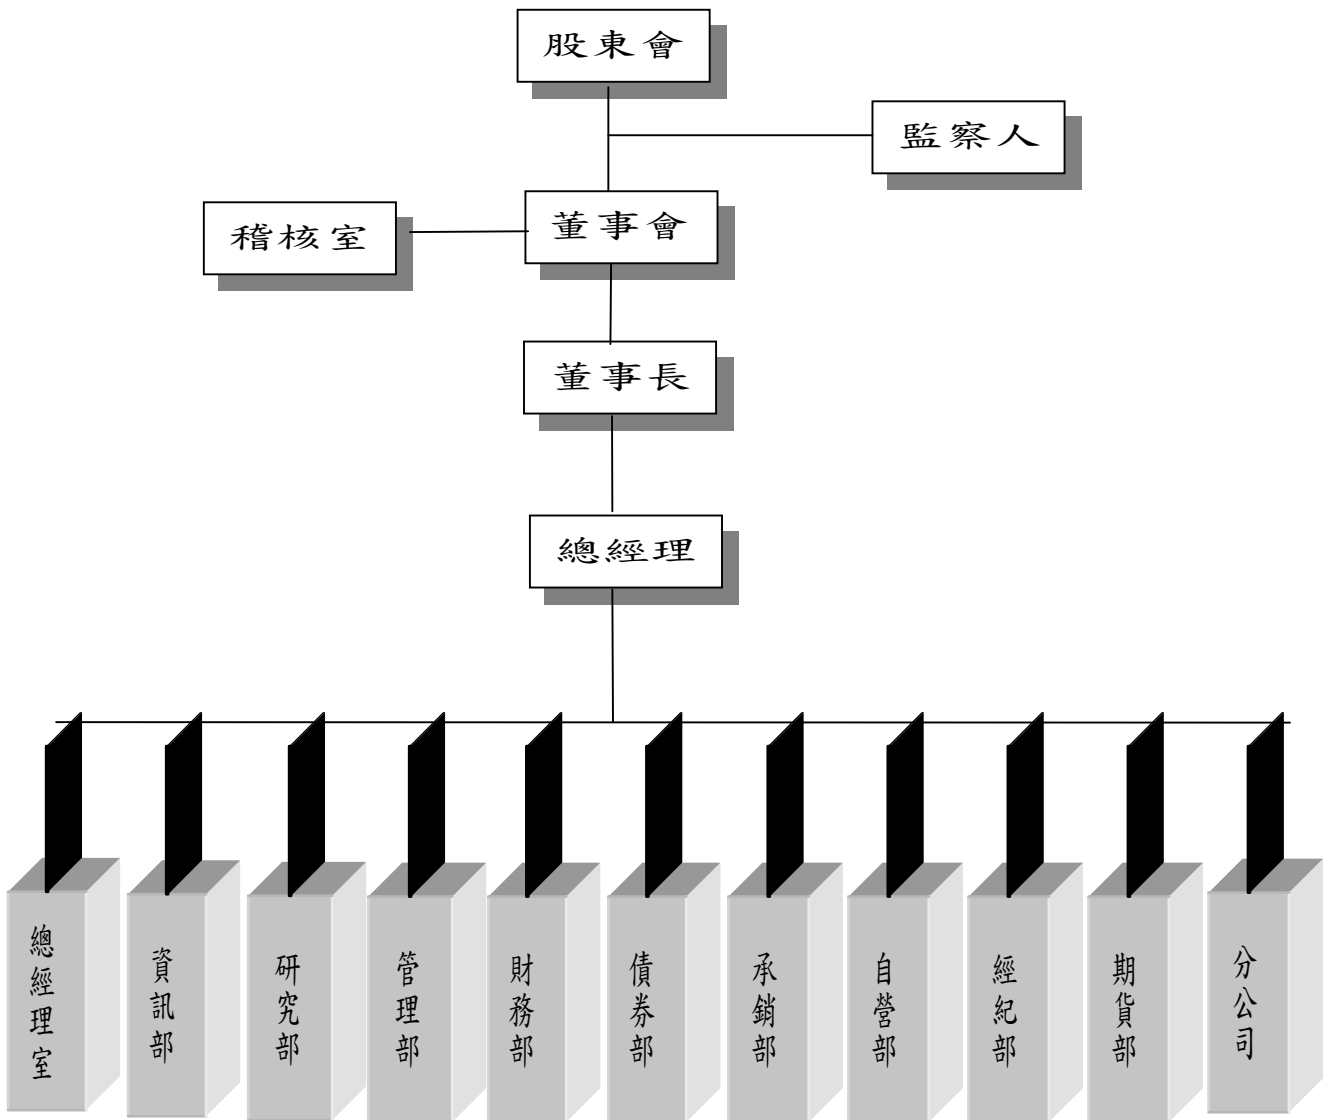 股東會
監察人
稽核室
董事會
董事長
總經理
總經理室
資訊部
研究部
管理部
財務部
債券部
承銷部
自營部
經紀部
期貨部
分公司